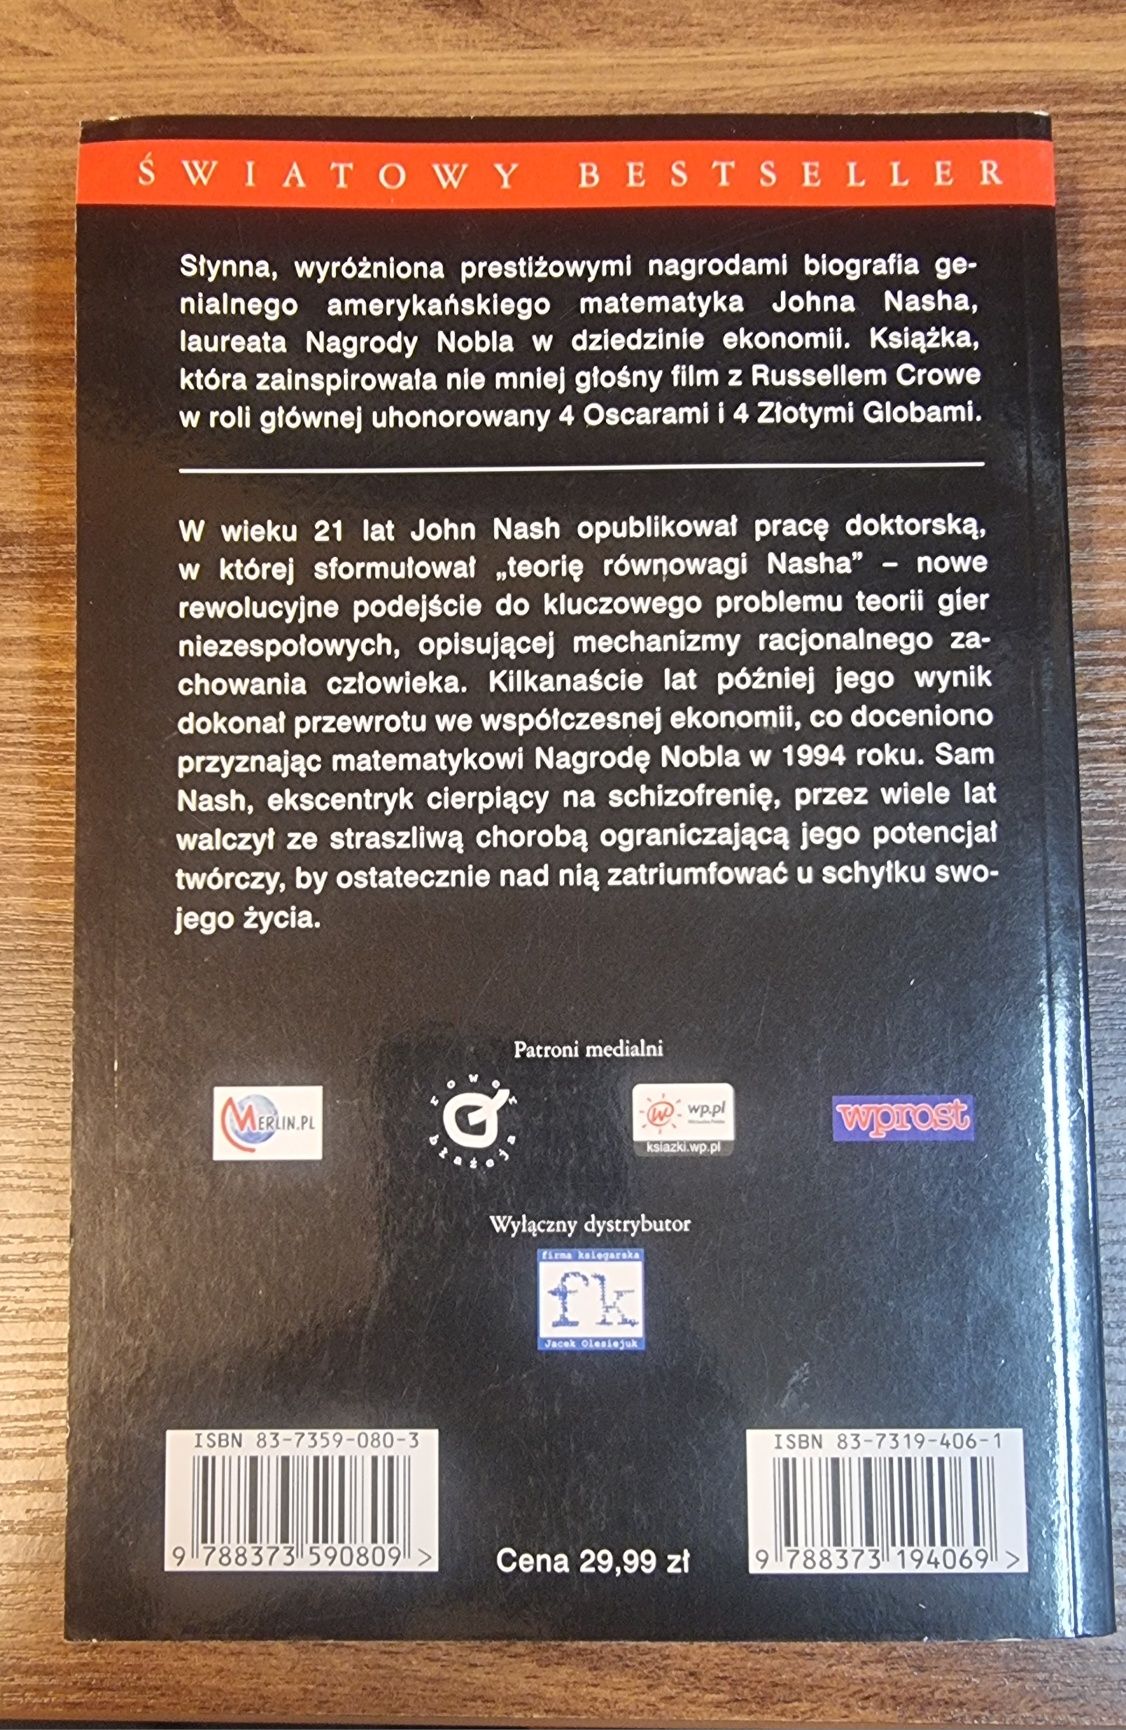 ŚWIATOWY BESTSELLER
Słynna, wyróżniona prestiżowymi nagrodami biografia ge-
nialnego amerykańskiego matematyka Johna Nasha,
laureata Nagrody Nobla w dziedzinie ekonomii. Książka,
która zainspirowała nie mniej głośny film z Russellem Crowe
w roli głównej uhonorowany 4 Oscarami i 4 Złotymi Globami.
W wieku 21 lat John Nash opublikował pracę doktorską,
w której sformułował „teorię równowagi Nasha” – nowe
rewolucyjne podejście do kluczowego problemu teorii gier
niezespołowych, opisującej mechanizmy racjonalnego za-
chowania człowieka. Kilkanaście lat później jego wynik
dokonał przewrotu we współczesnej ekonomii, co doceniono
przyznając matematykowi Nagrodę Nobla w 1994 roku. Sam
Nash, ekscentryk cierpiący na schizofrenię, przez wiele lat
walczył ze straszliwą chorobą ograniczającą jego potencjał
twórczy, by ostatecznie nad nią zatriumfować u schyłku swo-
jego życia.
Patroni medialni
MERLIN.PL
rower
błażeja
wp.pl
ksiazki.wp.pl
wprost
Wyłączny dystrybutor
firma księgarska
fk
Jacek Olesiejuk
ISBN 83-7359-080-3
9 788373 590809 >
Cena 29,99 zł
ISBN 83-7319-406-1
9 788373 194069 >